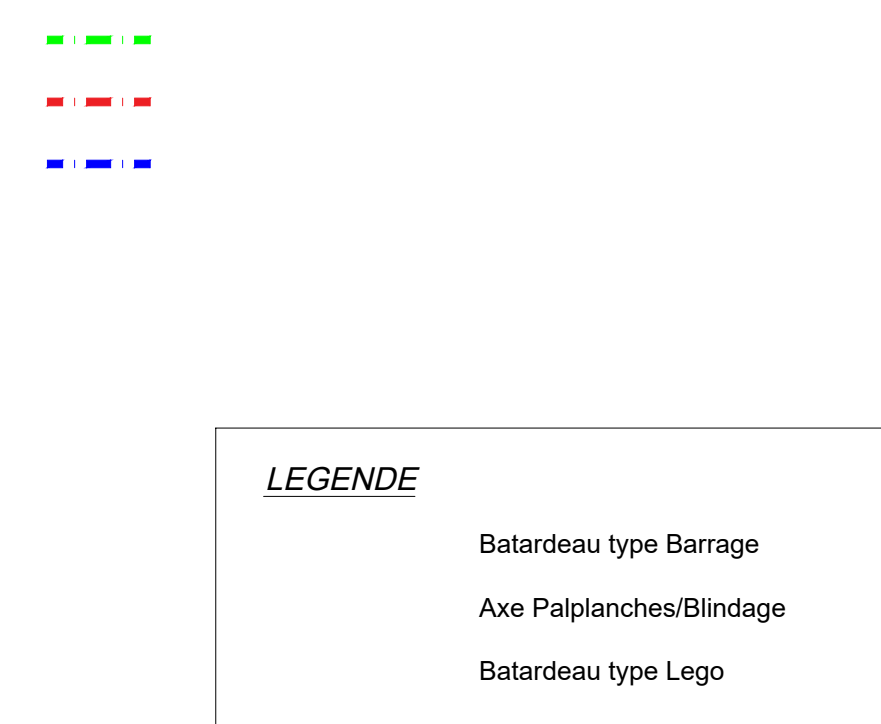 LEGENDE
Batardeau type Barrage
Axe Palplanches/Blindage
Batardeau type Lego